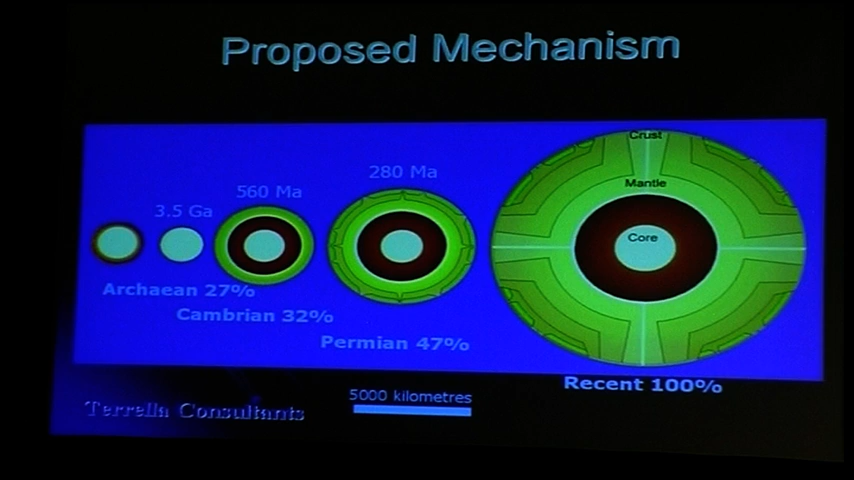 Proposed Mechanism
Crust
280 Ma
Mantle
560 Ma
3.5 Ga
Core
Archaean 27%
Cambrian 32%
Permian 47%
Recent 100%
5000 kilometres
Terrella Consultants